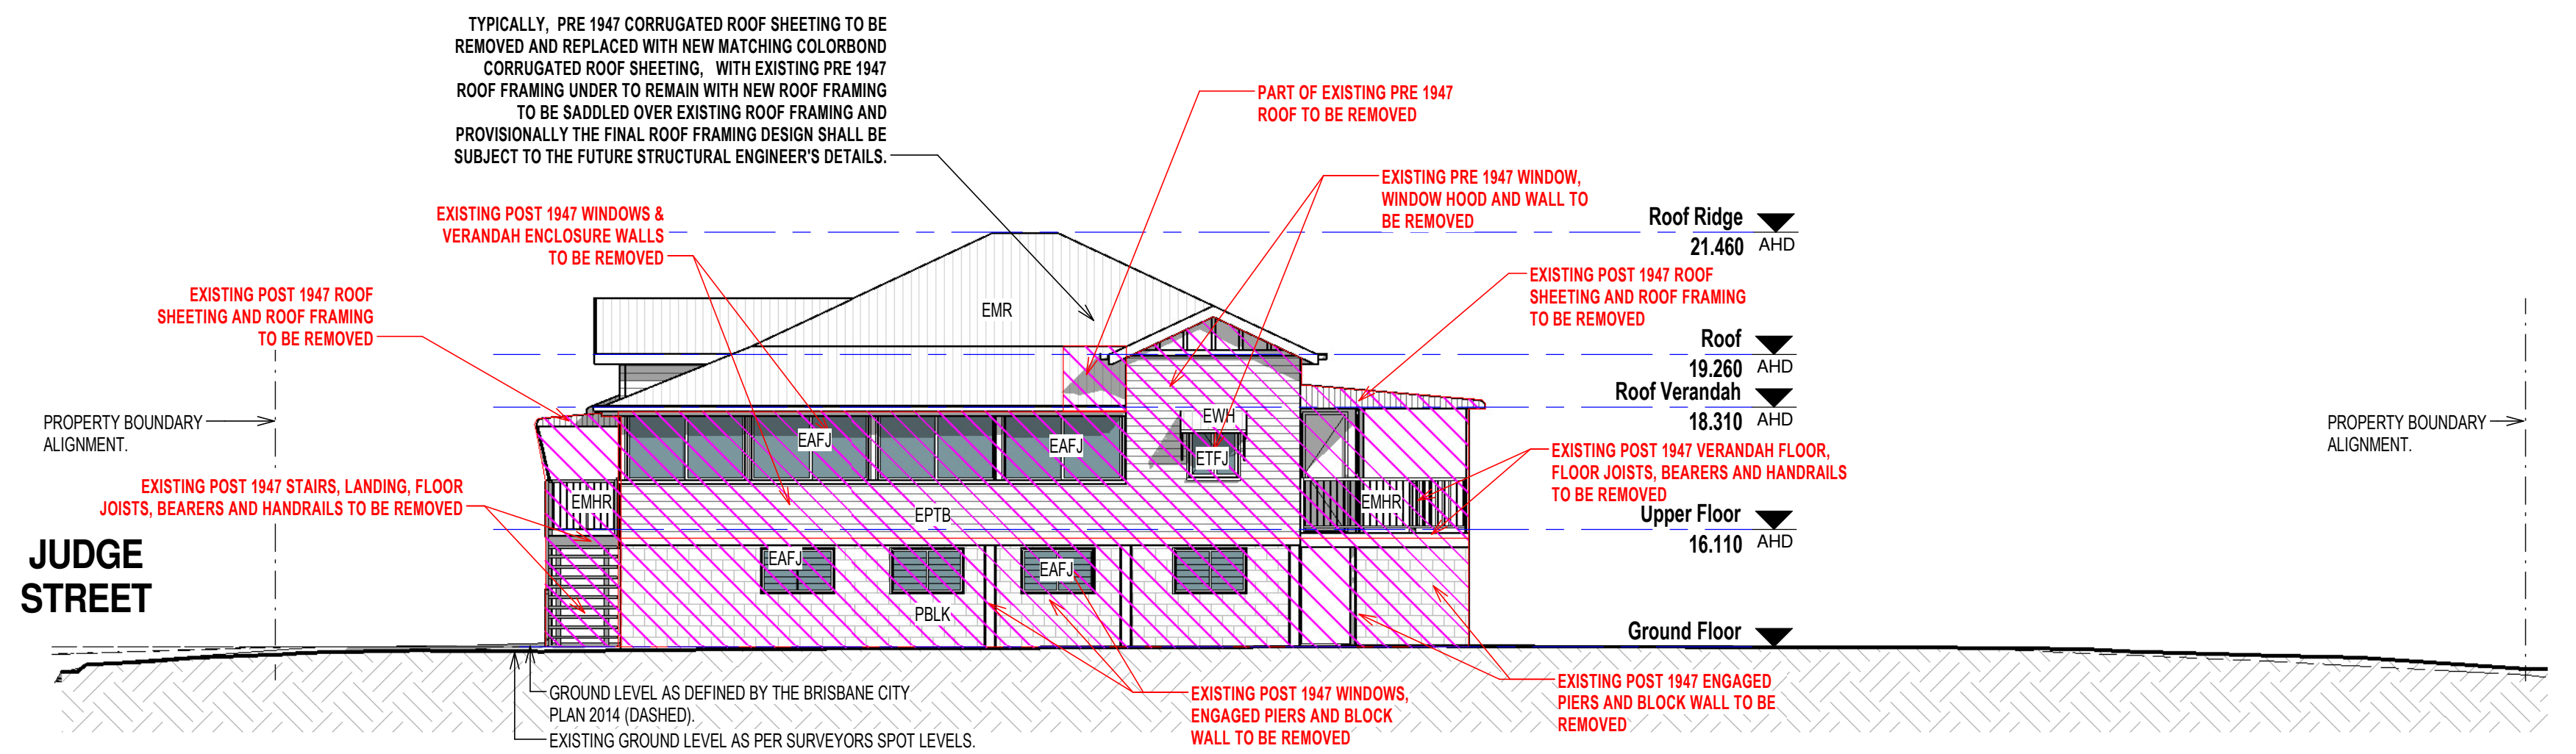 TYPICALLY, PRE 1947 CORRUGATED ROOF SHEETING TO BE
REMOVED AND REPLACED WITH NEW MATCHING COLORBOND
CORRUGATED ROOF SHEETING, WITH EXISTING PRE 1947
ROOF FRAMING UNDER TO REMAIN WITH NEW ROOF FRAMING
TO BE SADDLED OVER EXISTING ROOF FRAMING AND
PROVISIONALLY THE FINAL ROOF FRAMING DESIGN SHALL BE
SUBJECT TO THE FUTURE STRUCTURAL ENGINEER'S DETAILS.
PART OF EXISTING PRE 1947
ROOF TO BE REMOVED
EXISTING PRE 1947 WINDOW,
WINDOW HOOD AND WALL TO
BE REMOVED
EXISTING POST 1947 WINDOWS &
VERANDAH ENCLOSURE WALLS
TO BE REMOVED
Roof Ridge
21.460 AHD
EXISTING POST 1947 ROOF
SHEETING AND ROOF FRAMING
TO BE REMOVED
EXISTING POST 1947 ROOF
SHEETING AND ROOF FRAMING
TO BE REMOVED
EMR
Roof
19.260 AHD
Roof Verandah
18.310 AHD
PROPERTY BOUNDARY
ALIGNMENT.
PROPERTY BOUNDARY
ALIGNMENT.
EWH
EAFJ
EAFJ
ETFJ
EXISTING POST 1947 VERANDAH FLOOR,
FLOOR JOISTS, BEARERS AND HANDRAILS
TO BE REMOVED
EXISTING POST 1947 STAIRS, LANDING, FLOOR
JOISTS, BEARERS AND HANDRAILS TO BE REMOVED
EMHR
EMHR
EPTB
Upper Floor
16.110 AHD
JUDGE
STREET
EAFJ
EAFJ
PBLK
Ground Floor
GROUND LEVEL AS DEFINED BY THE BRISBANE CITY
PLAN 2014 (DASHED).
EXISTING GROUND LEVEL AS PER SURVEYORS SPOT LEVELS.
EXISTING POST 1947 WINDOWS,
ENGAGED PIERS AND BLOCK
WALL TO BE REMOVED
EXISTING POST 1947 ENGAGED
PIERS AND BLOCK WALL TO BE
REMOVED